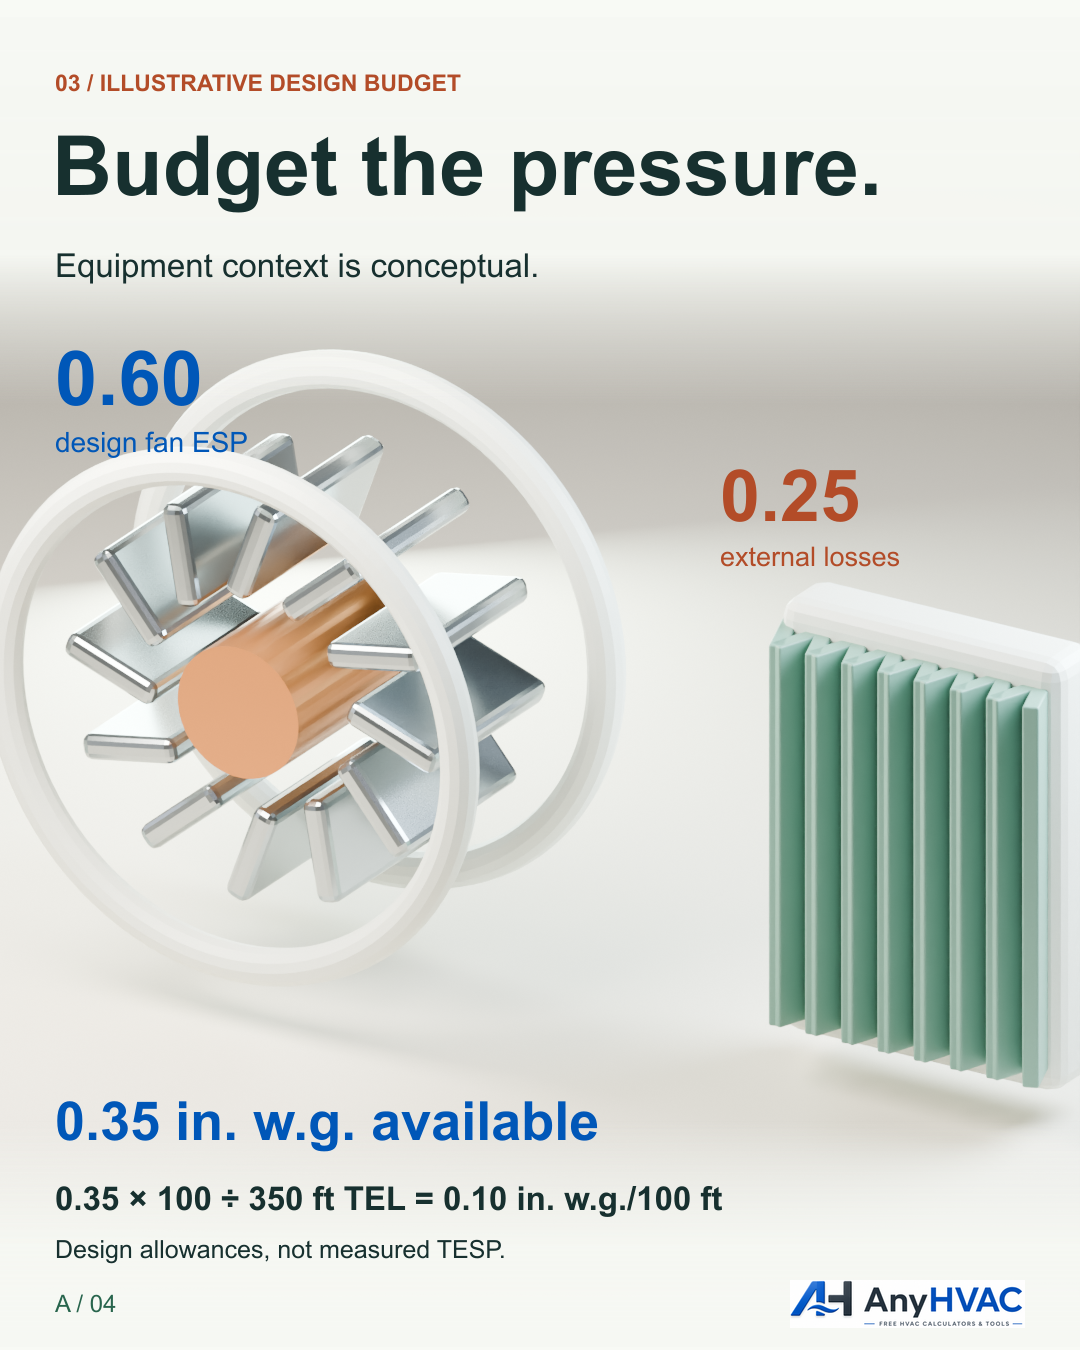 03 / ILLUSTRATIVE DESIGN BUDGET
Budget the pressure.
Equipment context is conceptual.
0.60
design fan ESP
0.25
external losses
0.35 in. w.g. available
0.35 × 100 ÷ 350 ft TEL = 0.10 in. w.g./100 ft
Design allowances, not measured TESP.
A / 04
AH AnyHVAC
FREE HVAC CALCULATORS & TOOLS